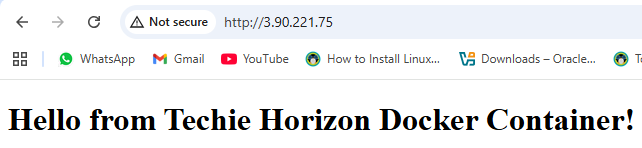 Not secure http://3.90.221.75
WhatsApp Gmail YouTube How to Install Linux... Downloads – Oracle... To
Hello from Techie Horizon Docker Container!